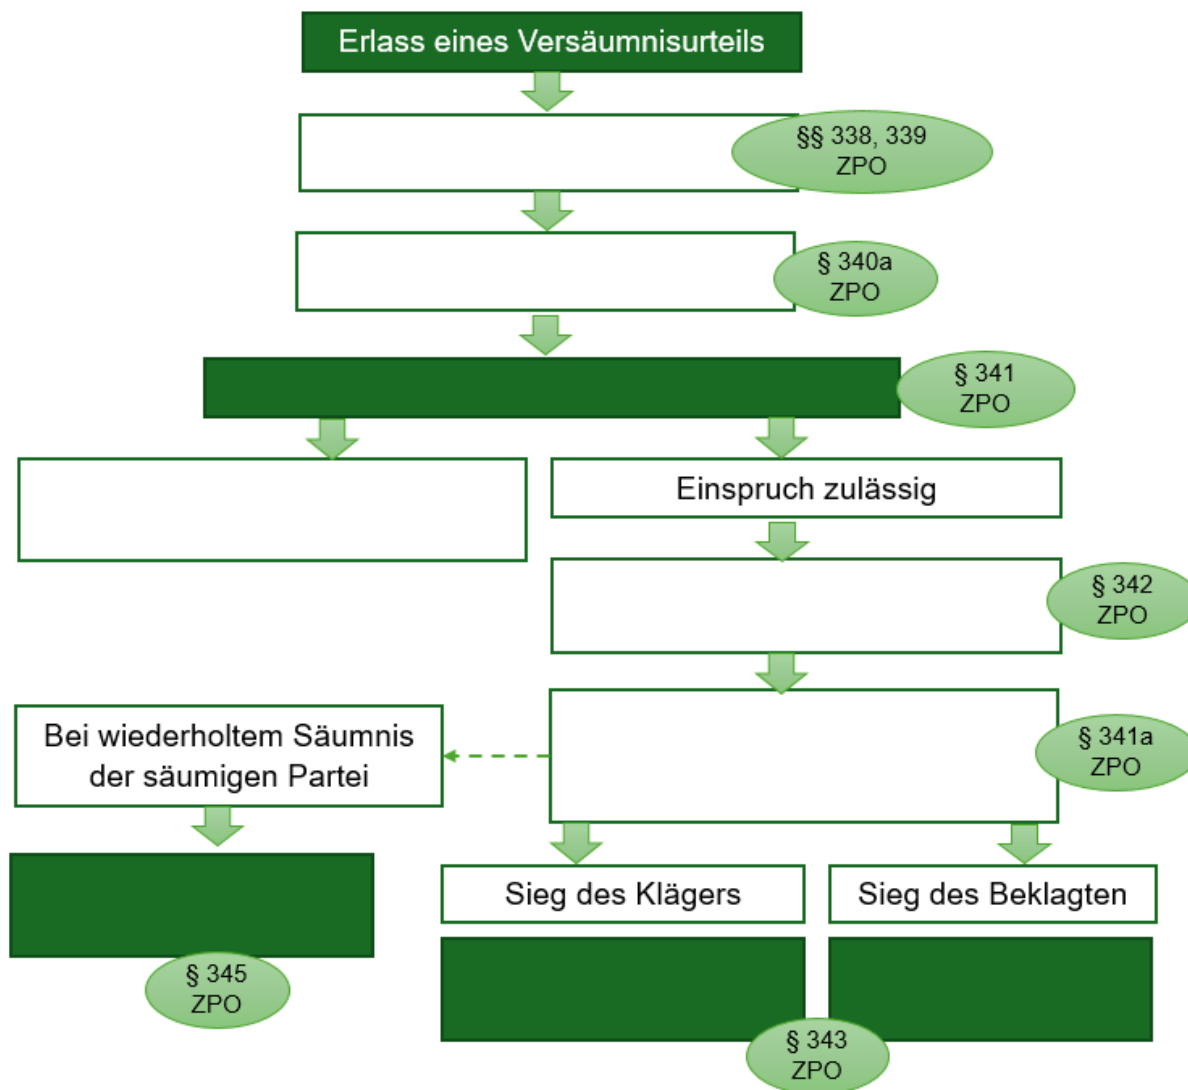 Erlass eines Versäumnisurteils
§§ 338, 339
ZPO
§ 340a
ZPO
§ 341
ZPO
Einspruch zulässig
§ 342
ZPO
Bei wiederholtem Säumnis
der säumigen Partei
§ 341a
ZPO
Sieg des Klägers
Sieg des Beklagten
§ 345
ZPO
§ 343
ZPO